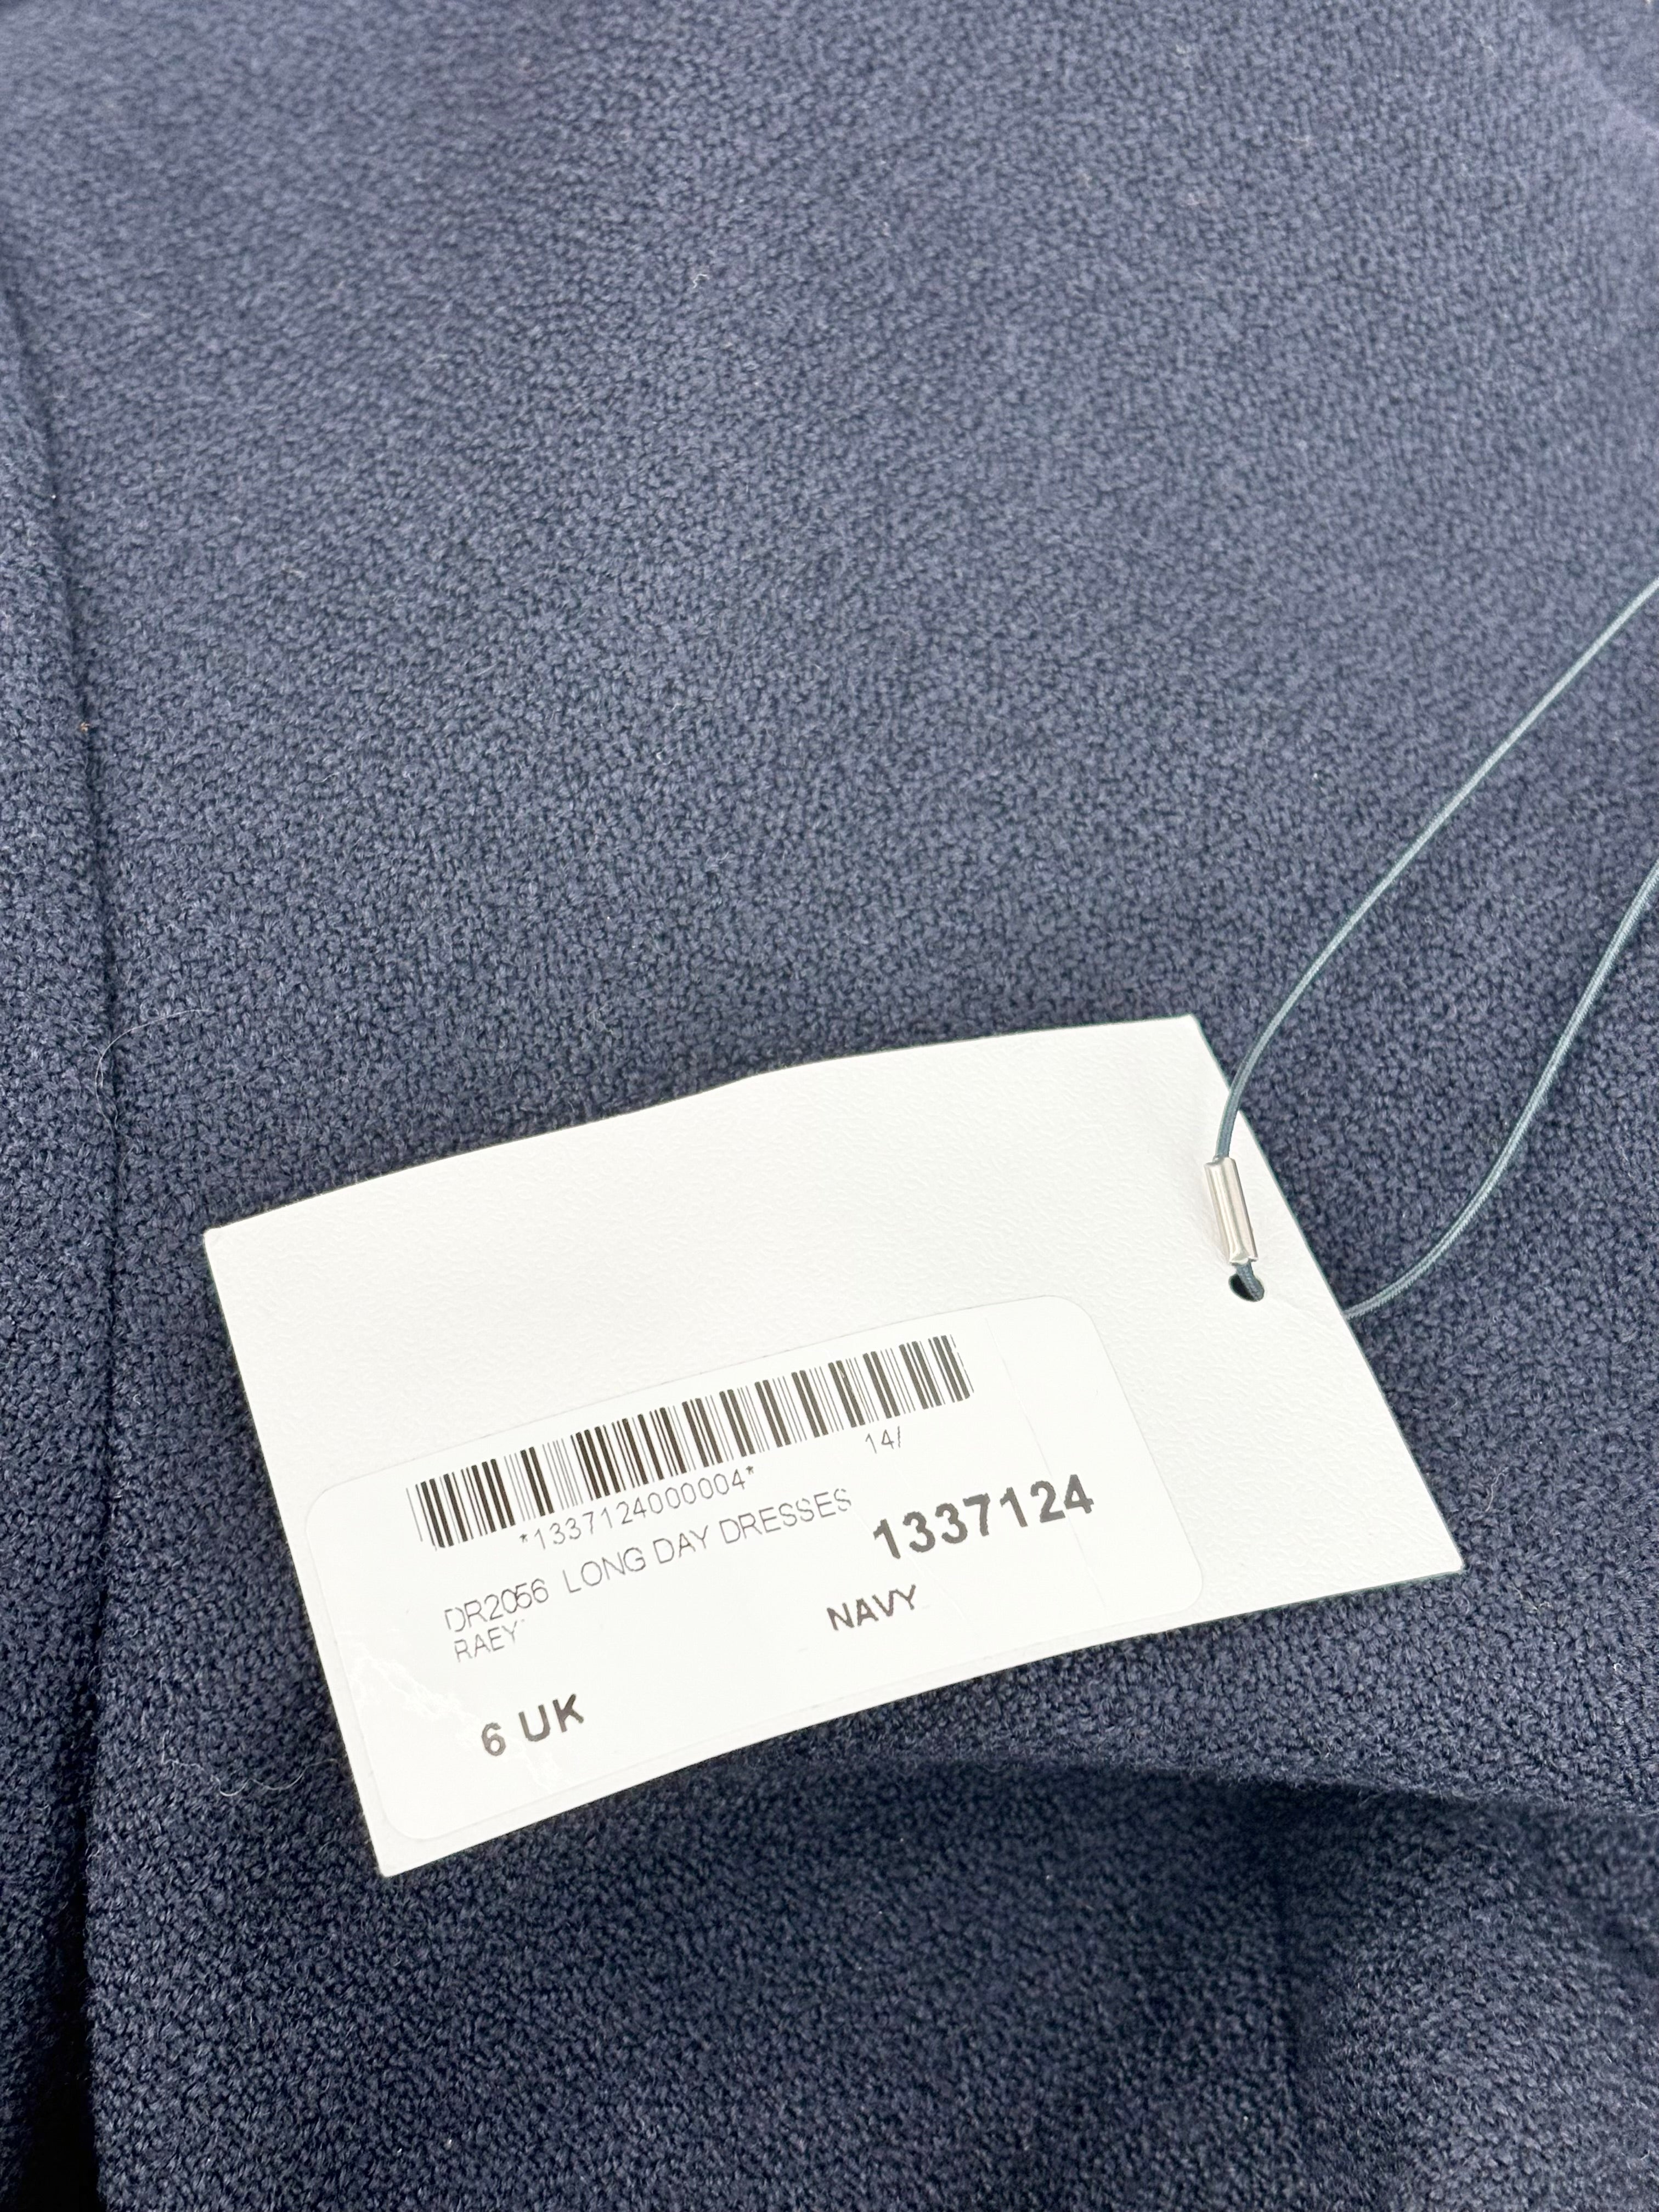 14/
*1337124000004*
DR2056 LONG DAY DRESSES
1337124
RAEY
NAVY
6 UK